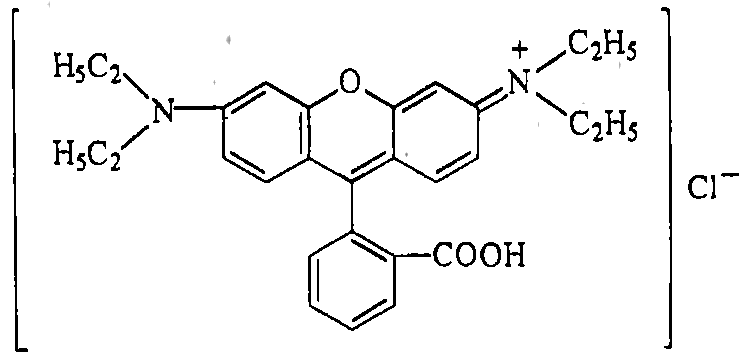 H₅C₂ O + C₂H₅
N N
H₅C₂ C₂H₅
Cl⁻
COOH